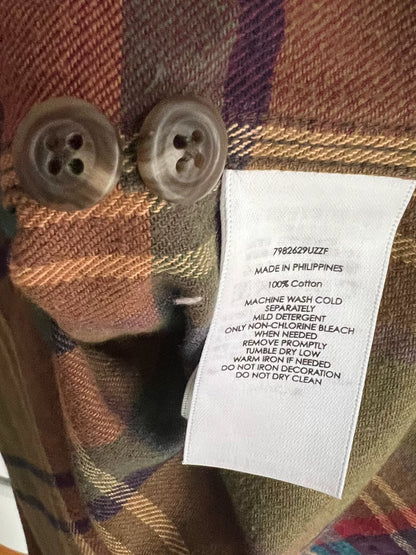 7982629UZZF
MADE IN PHILIPPINES
100% Cotton
MACHINE WASH COLD
SEPARATELY
MILD DETERGENT
ONLY NON-CHLORINE BLEACH
WHEN NEEDED
REMOVE PROMPTLY
TUMBLE DRY LOW
WARM IRON IF NEEDED
DO NOT IRON DECORATION
DO NOT DRY CLEAN